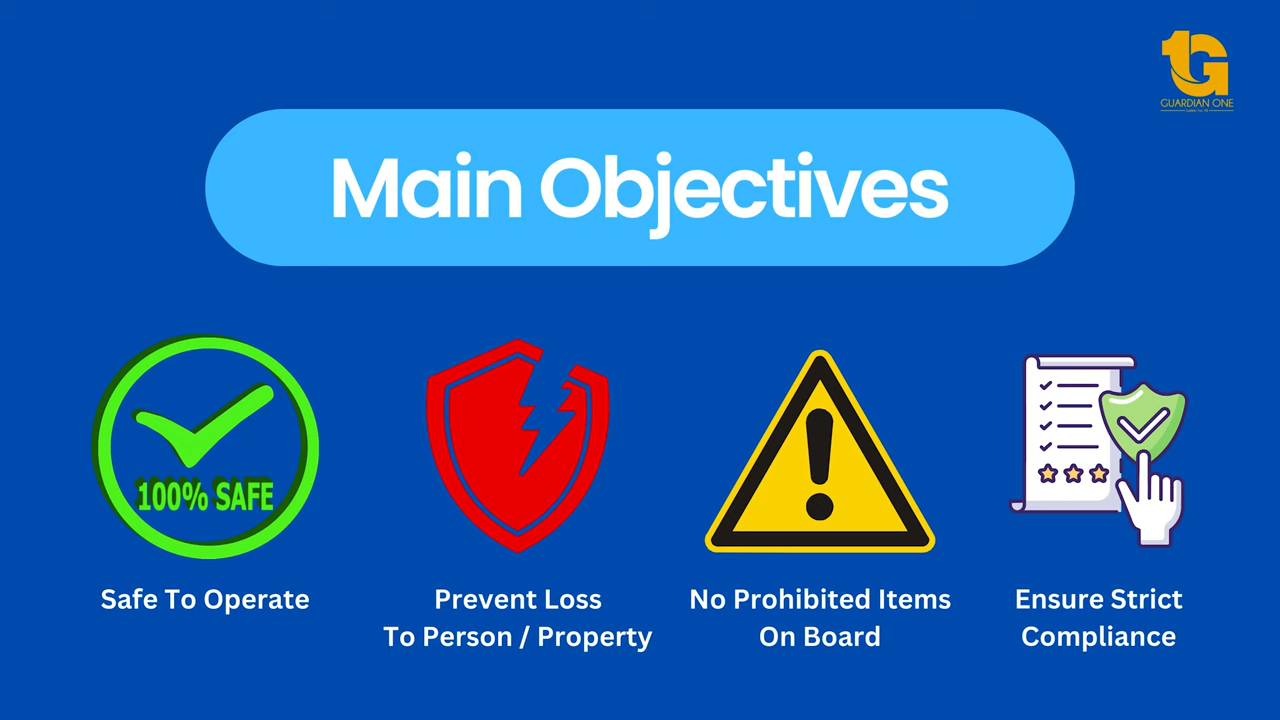 GUARDIAN ONE
Main Objectives
100% SAFE
Safe To Operate
Prevent Loss
To Person / Property
No Prohibited Items
On Board
Ensure Strict
Compliance